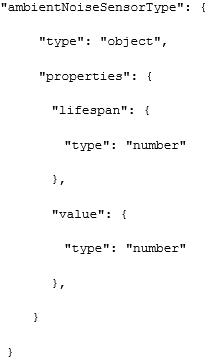 "ambientNoiseSensorType": {
"type": "object",
"properties": {
"lifespan": {
"type": "number"
},
"value": {
"type": "number"
},
}
}